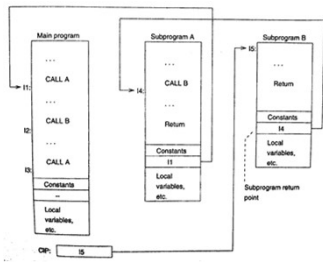 Main program
...
CALL A
I1:
...
CALL B
I2:
...
CALL A
I3:
Constants
--
Local
variables,
etc.
Subprogram A
...
I4:
CALL B
...
Return
Constants
I1
Local
variables,
etc.
Subprogram B
I5:
...
Return
Constants
I4
Local
variables,
etc.
Subprogram return
point
CIP:
I5